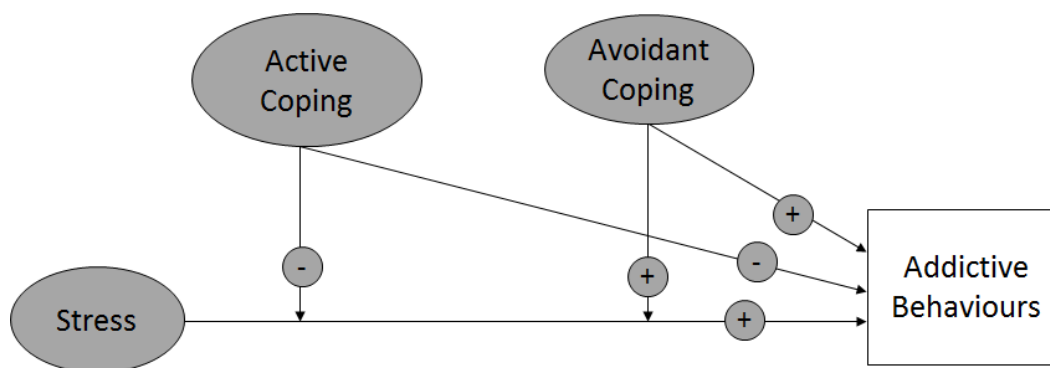 Active
Coping
Avoidant
Coping
+
-
-
+
Addictive
Behaviours
Stress
+